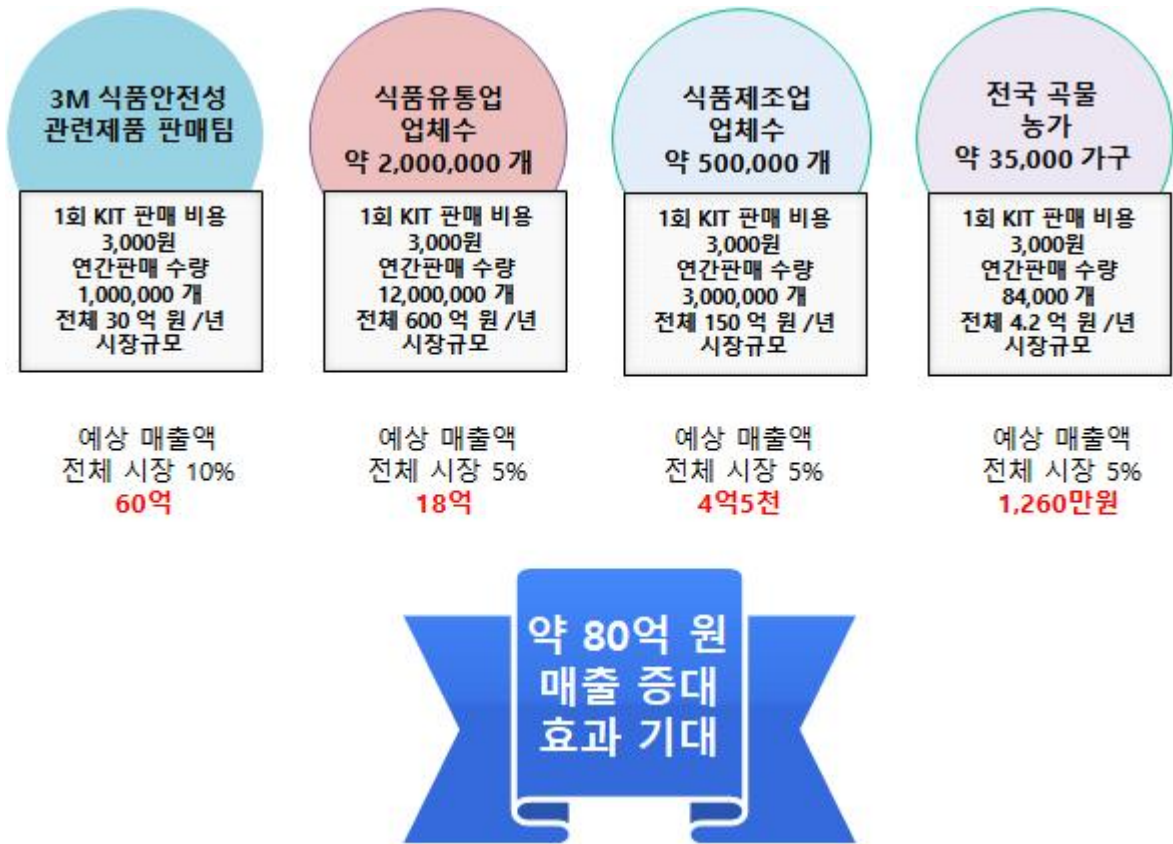 3M 식품안전성
관련제품 판매팀
1회 KIT 판매 비용
3,000원
연간판매 수량
1,000,000 개
전체 30 억 원 /년
시장규모
예상 매출액
전체 시장 10%
60억
식품유통업
업체수
약 2,000,000 개
1회 KIT 판매 비용
3,000원
연간판매 수량
12,000,000 개
전체 600 억 원 /년
시장규모
예상 매출액
전체 시장 5%
18억
식품제조업
업체수
약 500,000 개
1회 KIT 판매 비용
3,000원
연간판매 수량
3,000,000 개
전체 150 억 원 /년
시장규모
예상 매출액
전체 시장 5%
4억5천
전국 곡물
농가
약 35,000 가구
1회 KIT 판매 비용
3,000원
연간판매 수량
84,000 개
전체 4.2 억 원 /년
시장규모
예상 매출액
전체 시장 5%
1,260만원
약 80억 원
매출 증대
효과 기대